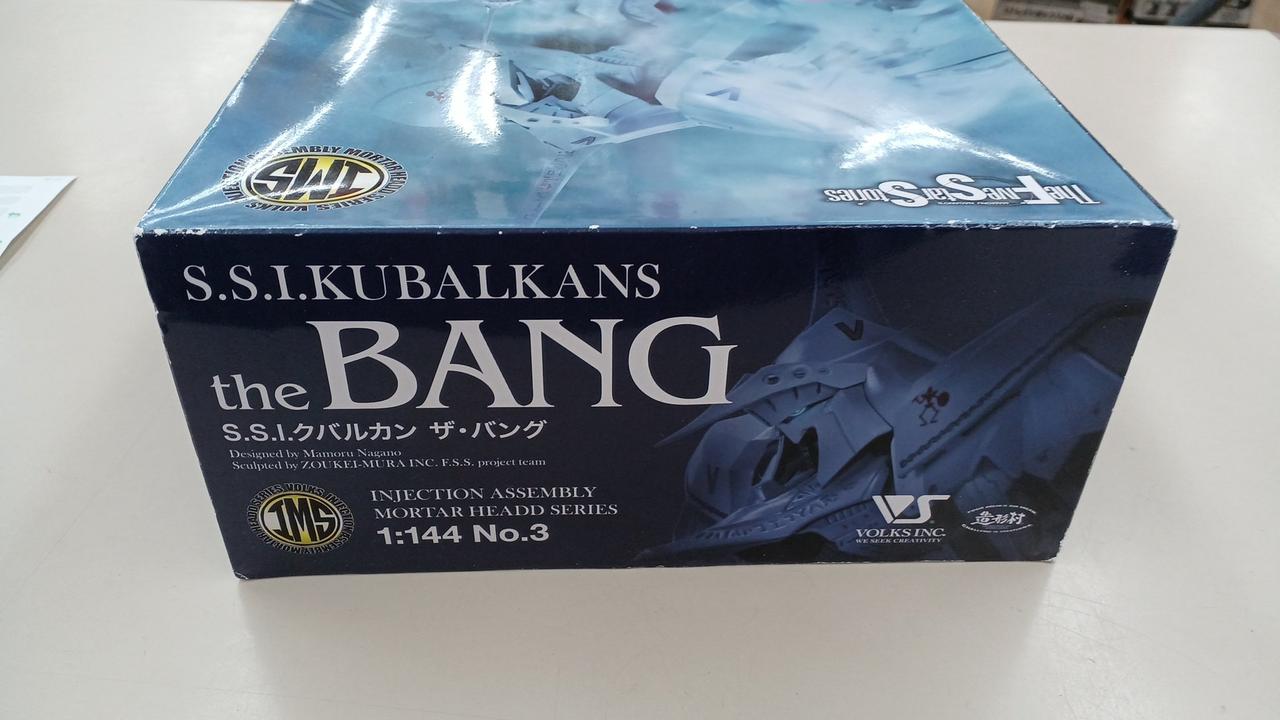 The Five Star Stories
S.S.I.KUBALKANS
the BANG
S.S.I.クバルカン ザ・バング
Designed by Mamoru Nagano
Sculpted by ZOUKEI-MURA INC. F.S.S. project team
IMS
INJECTION ASSEMBLY
MORTAR HEADD SERIES
1:144 No.3
VS
VOLKS INC.
WE SEEK CREATIVITY
造形村